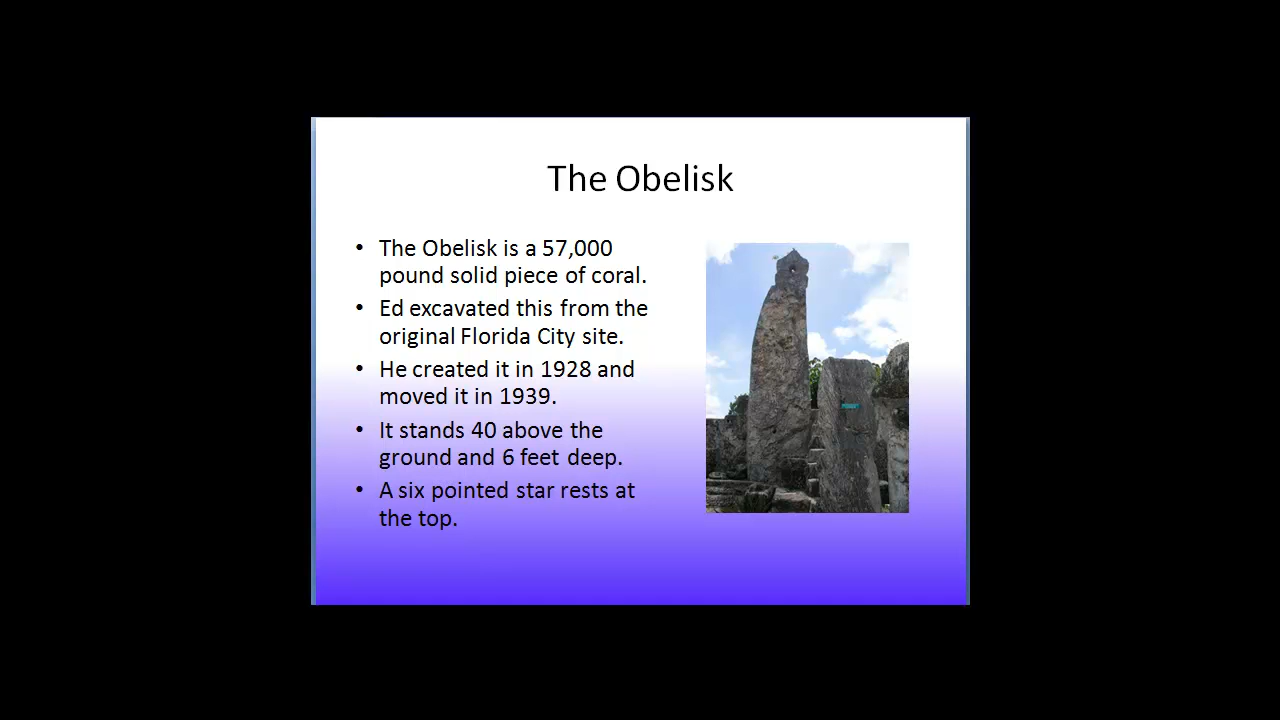 The Obelisk
• The Obelisk is a 57,000
pound solid piece of coral.
• Ed excavated this from the
original Florida City site.
• He created it in 1928 and
moved it in 1939.
• It stands 40 above the
ground and 6 feet deep.
• A six pointed star rests at
the top.